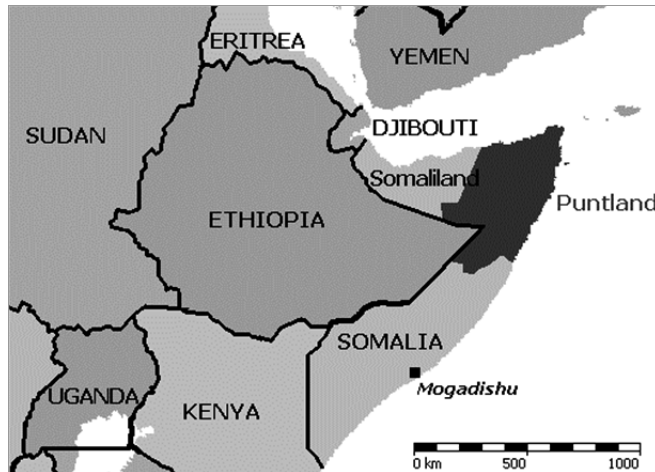 ERITREA
YEMEN
SUDAN
DJIBOUTI
Somaliland
Puntland
ETHIOPIA
SOMALIA
Mogadishu
UGANDA
KENYA
0 km 500 1000